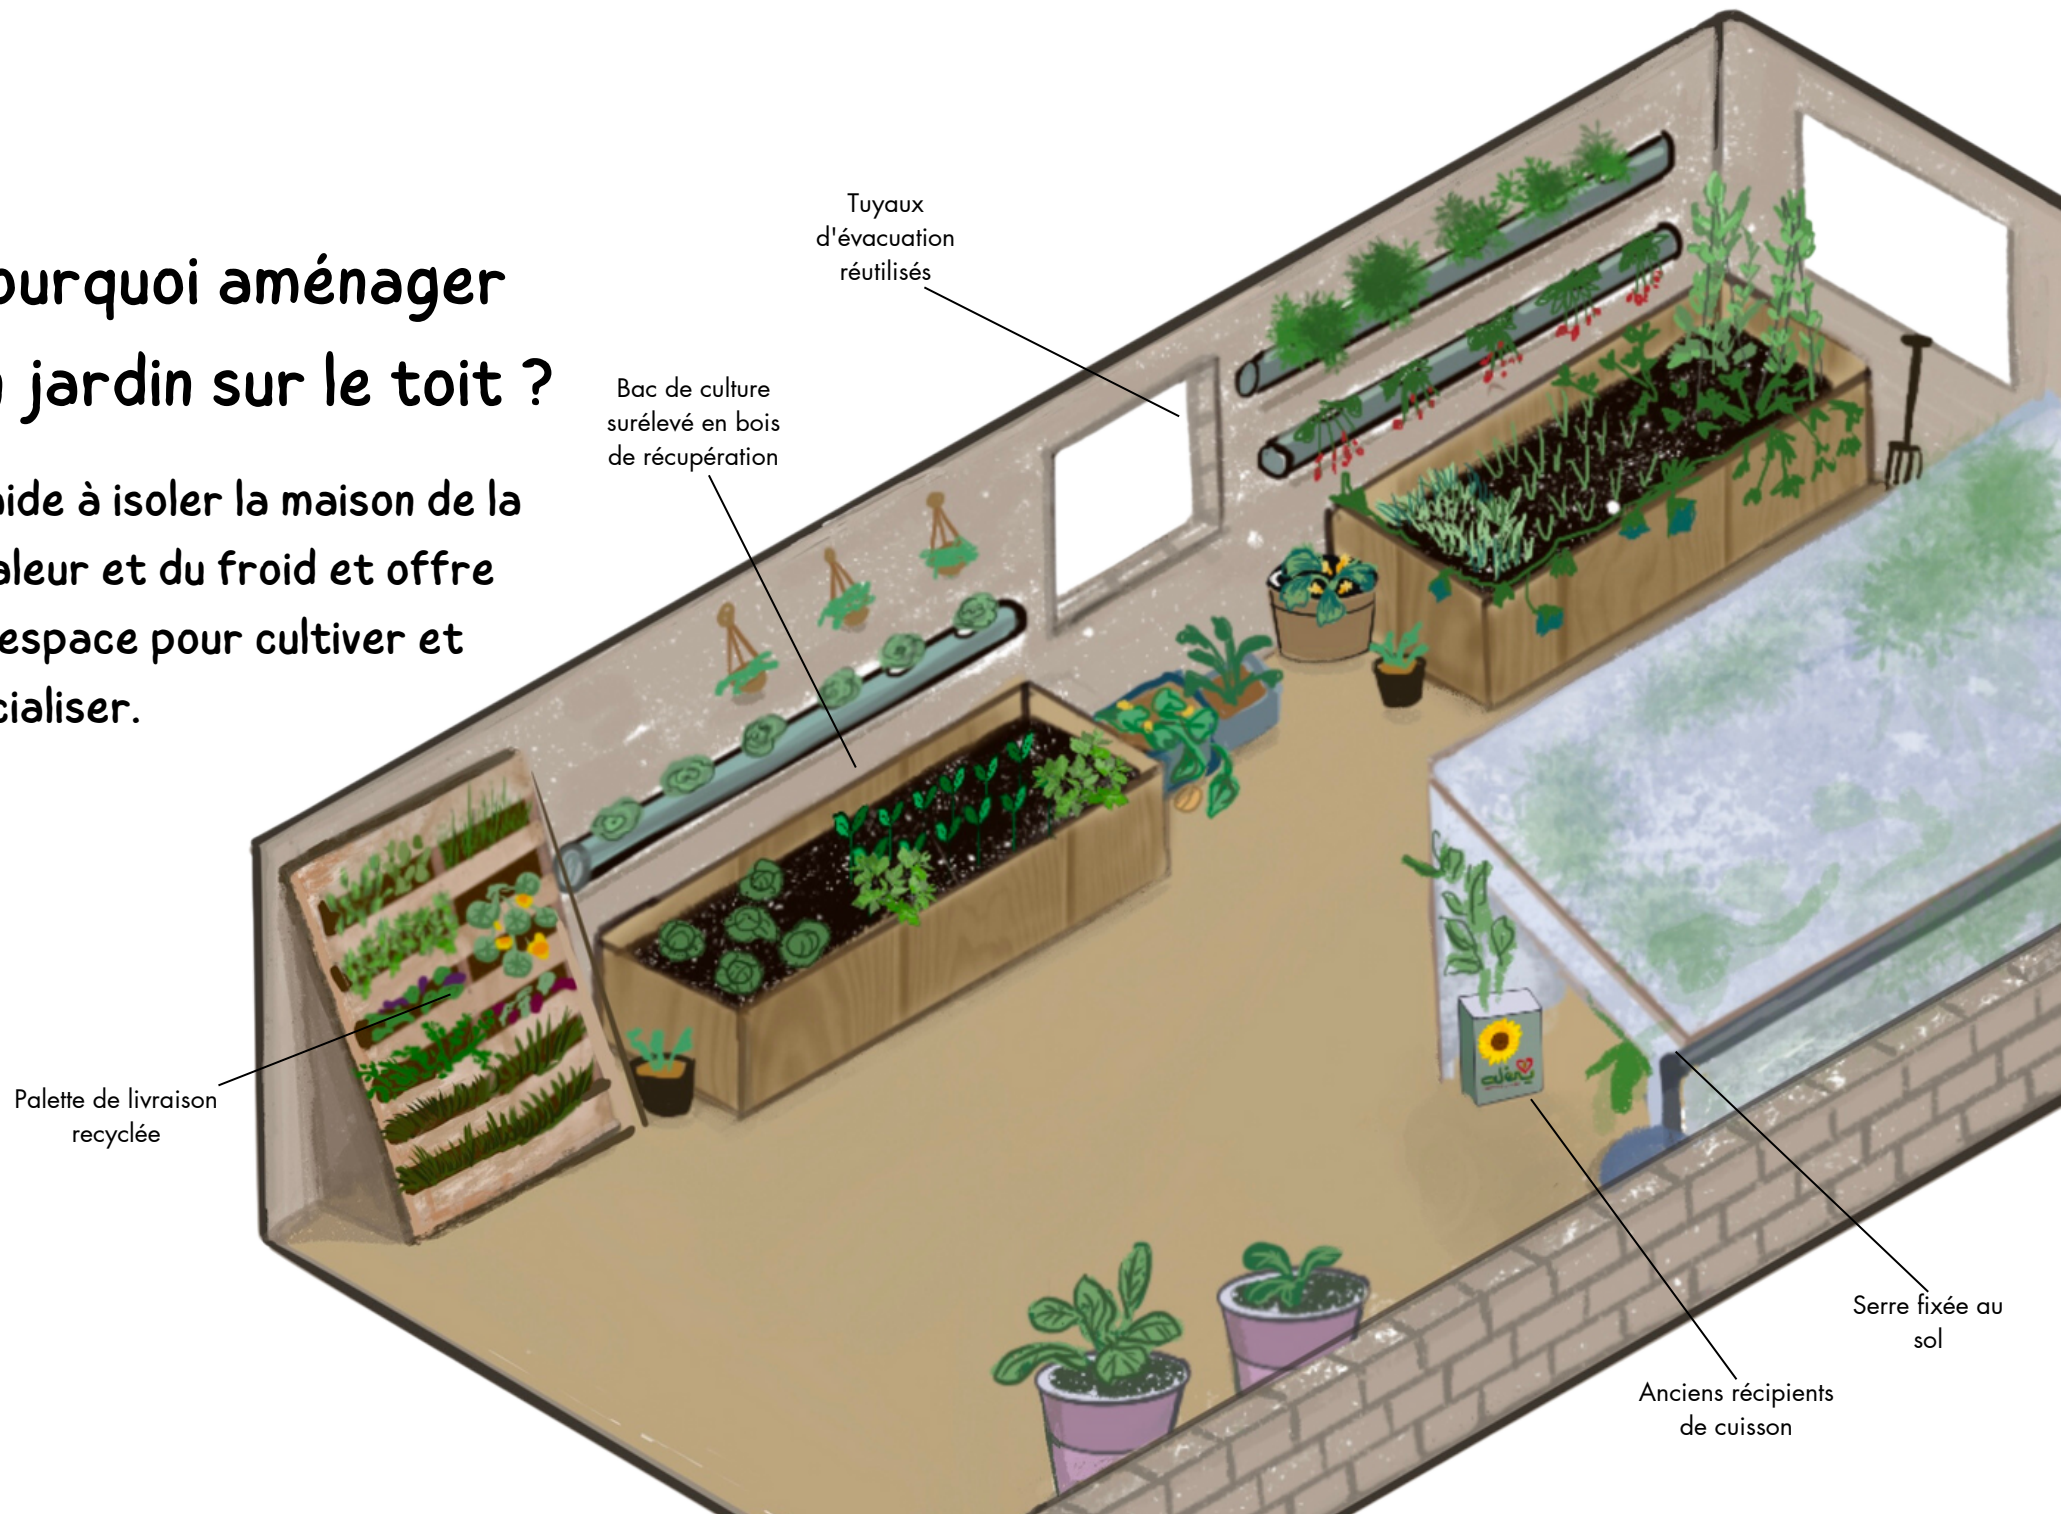 ourquoi aménager
jardin sur le toit ?
aide à isoler la maison de la
aleur et du froid et offre
espace pour cultiver et
cialiser.
Tuyaux
d'évacuation
réutilisés
Bac de culture
surélevé en bois
de récupération
Palette de livraison
recyclée
Serre fixée au
sol
Anciens récipients
de cuisson